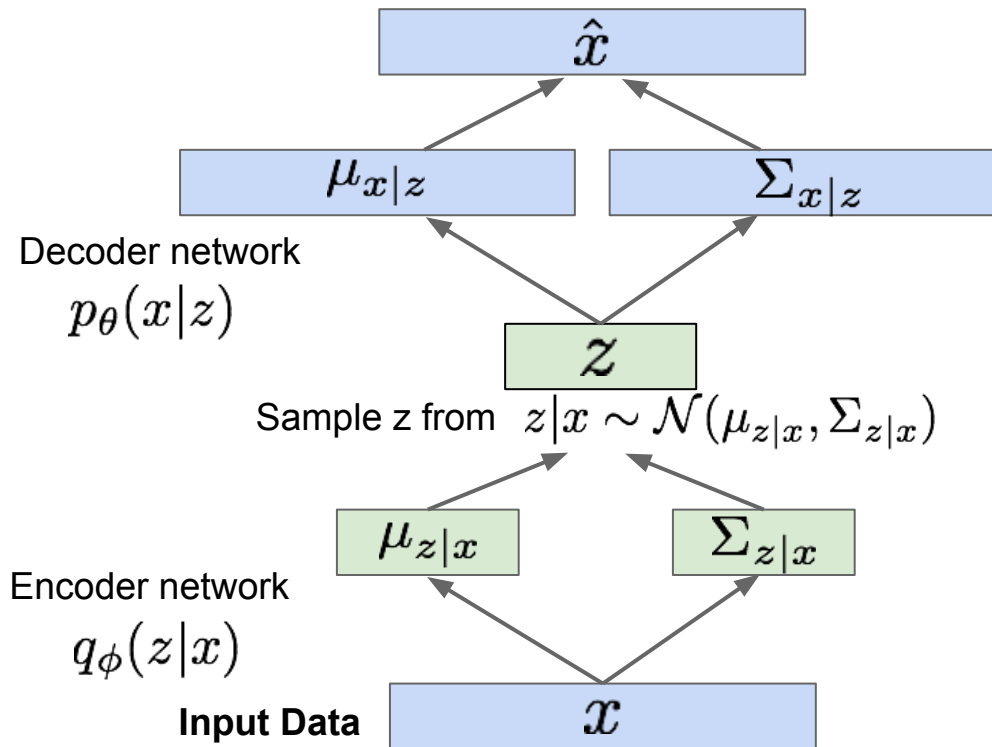 x̂
μ_{x|z}
Σ_{x|z}
Decoder network
p_θ(x|z)
z
Sample z from z|x ∼ 𝒩(μ_{z|x}, Σ_{z|x})
μ_{z|x}
Σ_{z|x}
Encoder network
q_ϕ(z|x)
Input Data
x